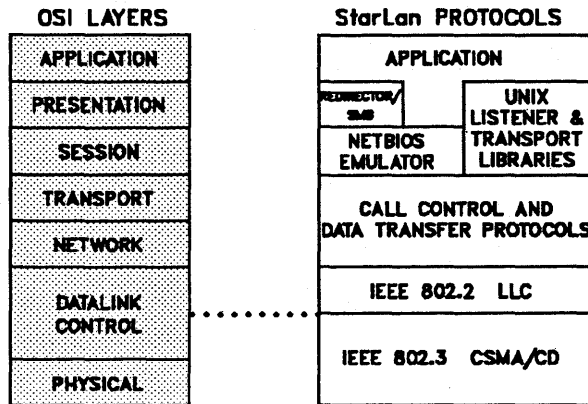 OSI LAYERS
APPLICATION
PRESENTATION
SESSION
TRANSPORT
NETWORK
DATALINK
CONTROL
PHYSICAL
StarLan PROTOCOLS
APPLICATION
REDIRECTOR/
SMB
NETBIOS
EMULATOR
UNIX
LISTENER &
TRANSPORT
LIBRARIES
CALL CONTROL AND
DATA TRANSFER PROTOCOLS
IEEE 802.2 LLC
IEEE 802.3 CSMA/CD